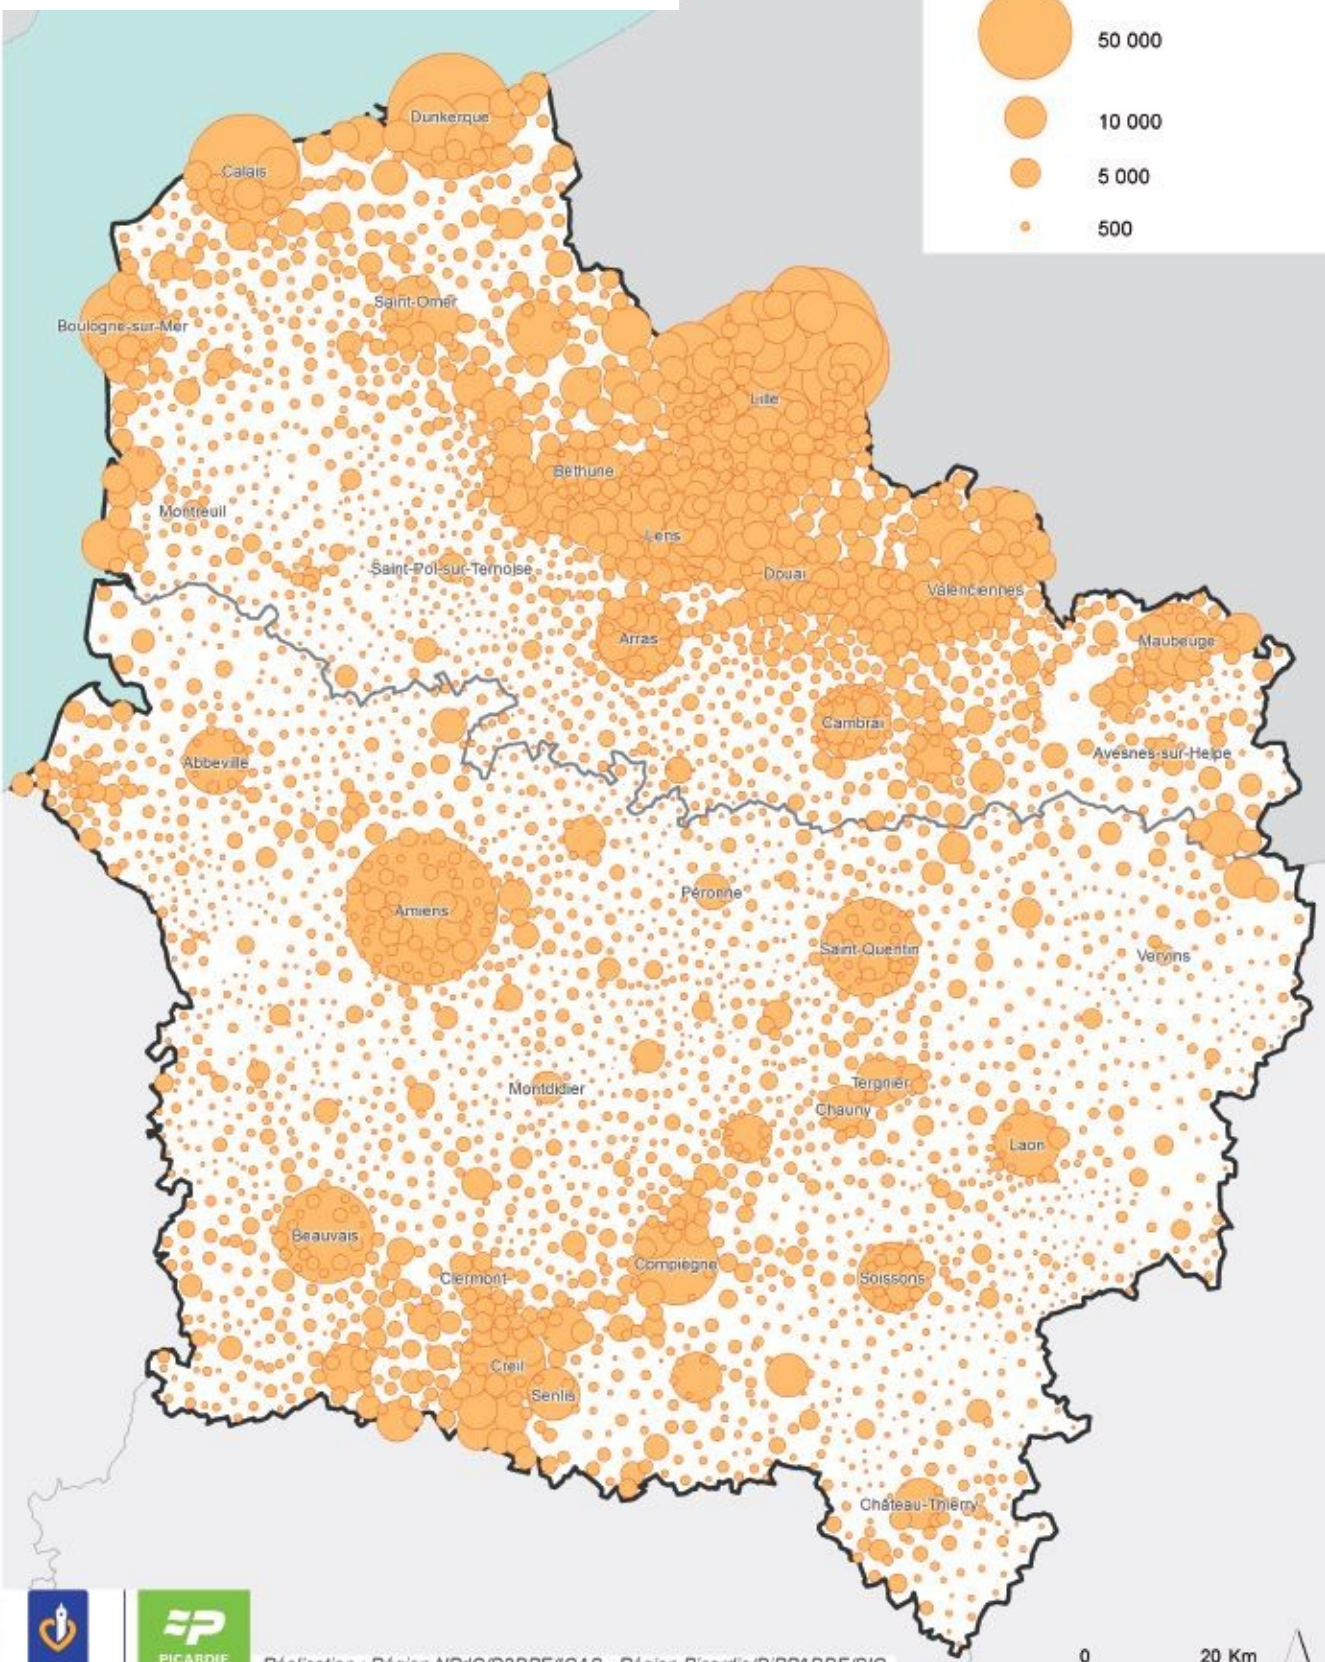 50 000
10 000
5 000
500
Dunkerque
Calais
Saint-Omer
Boulogne-sur-Mer
Lille
Béthune
Montreuil
Lens
Saint-Pol-sur-Ternoise
Douai
Valenciennes
Arras
Maubeuge
Cambrai
Avesnes-sur-Helpe
Abbeville
Péronne
Amiens
Saint-Quentin
Vervins
Montdidier
Tergnier
Chauny
Laon
Beauvais
Compiègne
Clermont
Soissons
Creil
Senlis
Château-Thierry
PICARDIE
0 20 Km